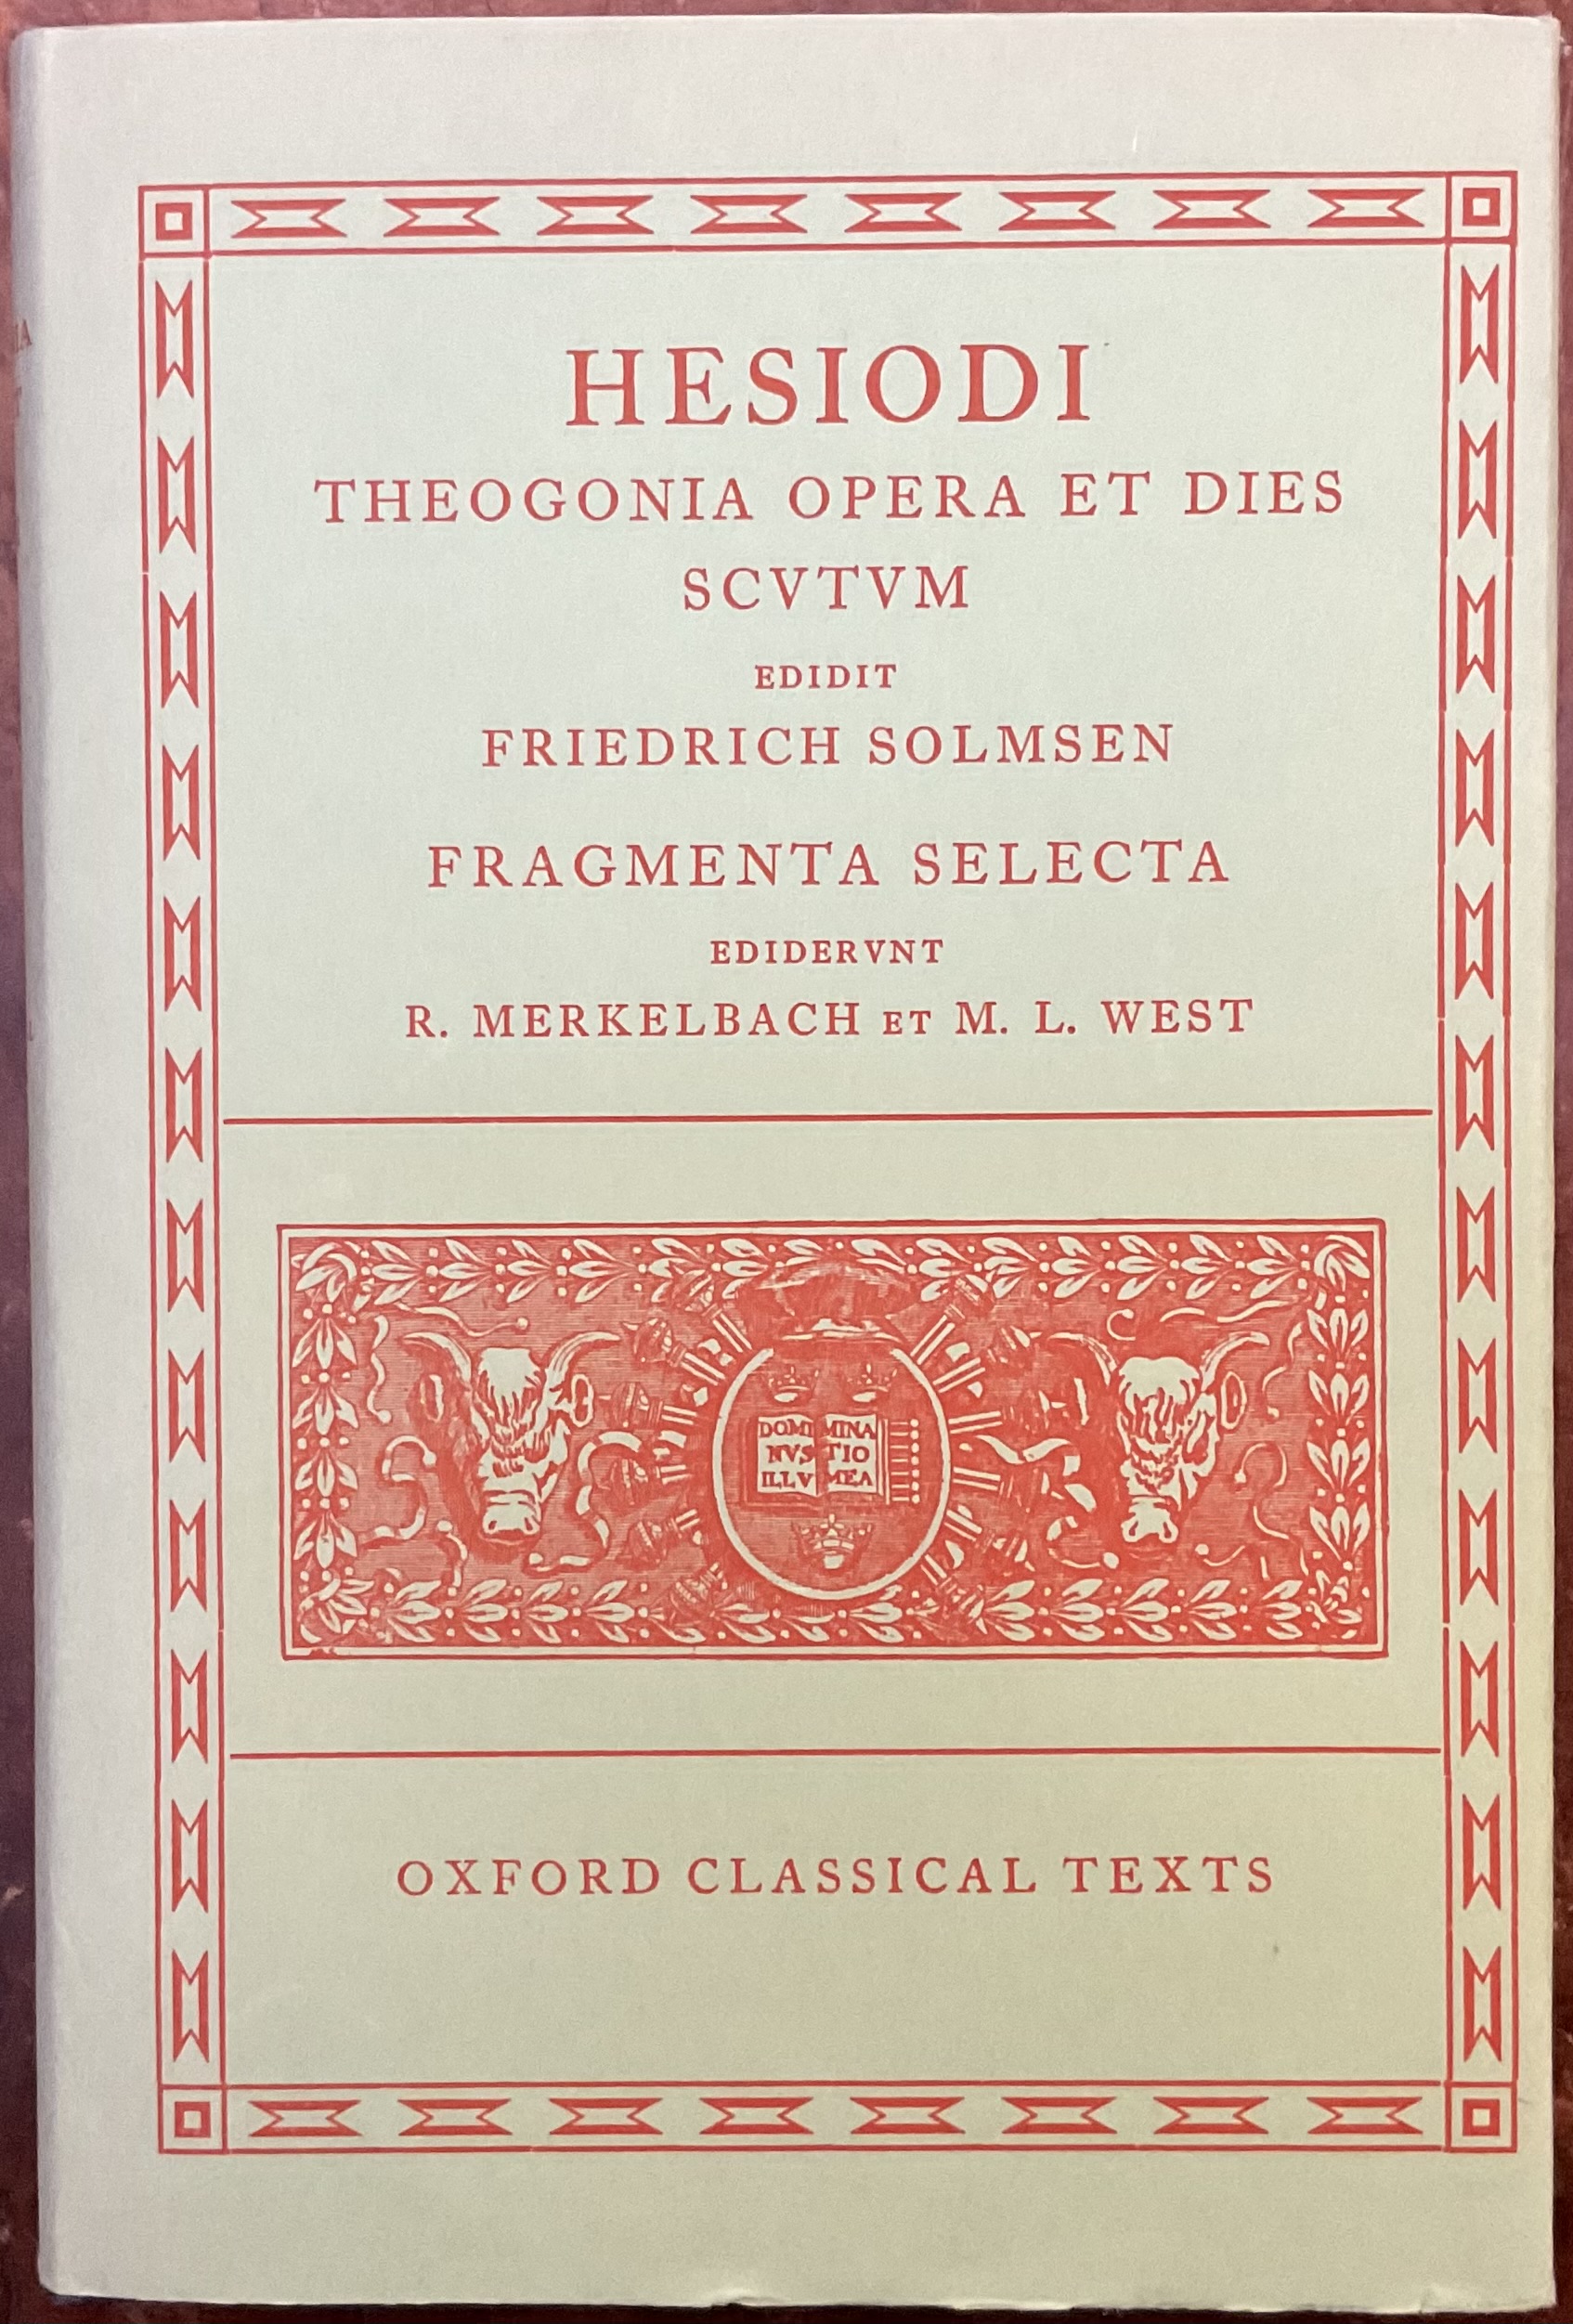 HESIODI
THEOGONIA OPERA ET DIES
SCVTVM
EDIDIT
FRIEDRICH SOLMSEN
FRAGMENTA SELECTA
EDIDERVNT
R. MERKELBACH ET M. L. WEST
DOMI MINA
NVS TIO
ILLV MEA
OXFORD CLASSICAL TEXTS